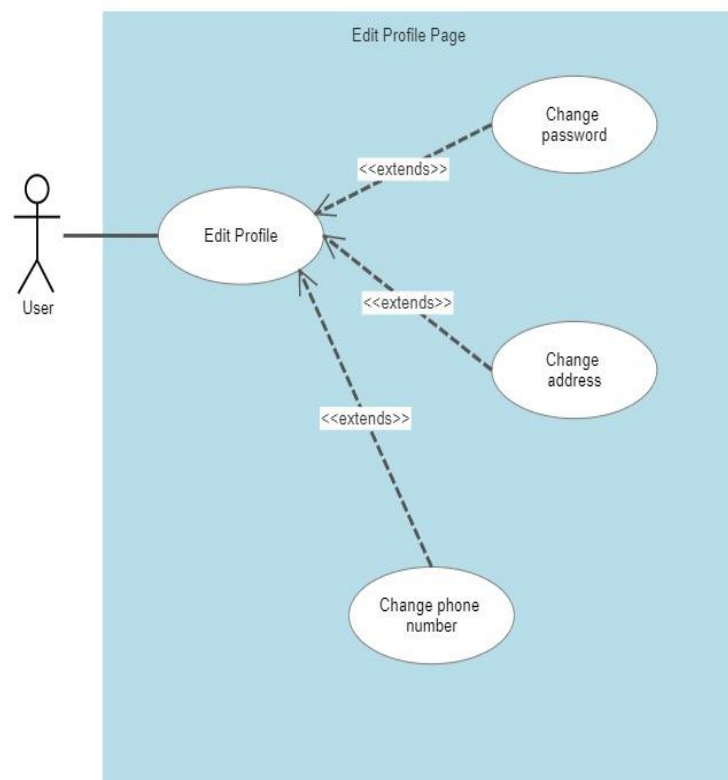 Edit Profile Page
Change
password
<<extends>>
Edit Profile
User
<<extends>>
Change
address
<<extends>>
Change phone
number